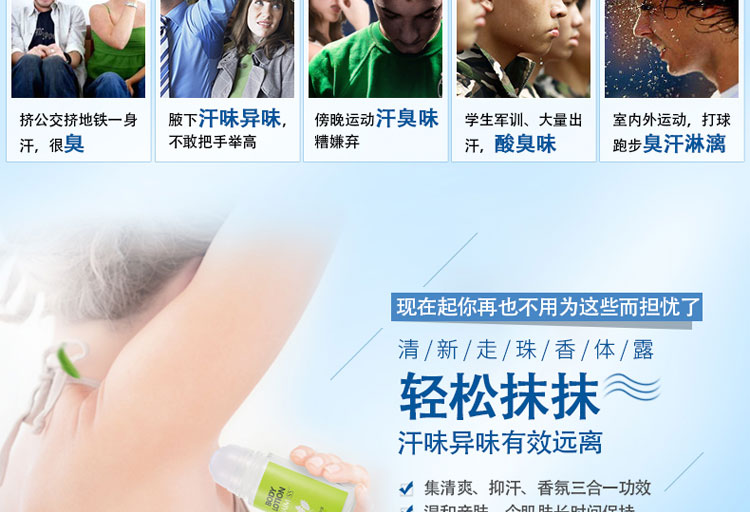 挤公交挤地铁一身
汗，很臭
腋下汗味异味，
不敢把手举高
傍晚运动汗臭味
糟嫌弃
学生军训、大量出
汗，酸臭味
室内外运动，打球
跑步臭汗淋漓
现在起你再也不用为这些而担忧了
清/新/走/珠/香/体/露
轻松抹抹
汗味异味有效远离
集清爽、抑汗、香氛三合一功效
BODY
LOTION